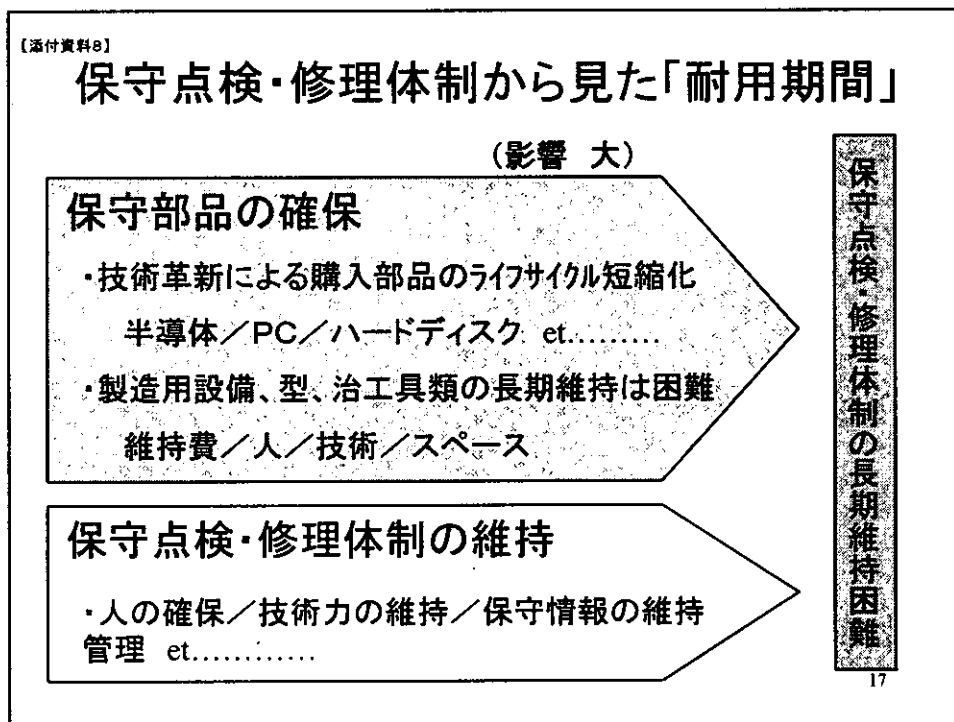 【添付資料8】
保守点検・修理体制から見た「耐用期間」
(影響 大)
保守部品の確保
・技術革新による購入部品のﾗｲﾌｻｲｸﾙ短縮化
半導体／PC／ハードディスク et.........
・製造用設備、型、治工具類の長期維持は困難
維持費／人／技術／スペース
保守点検・修理体制の維持
・人の確保／技術力の維持／保守情報の維持
管理 et............
保守点検・修理体制の長期維持困難
17